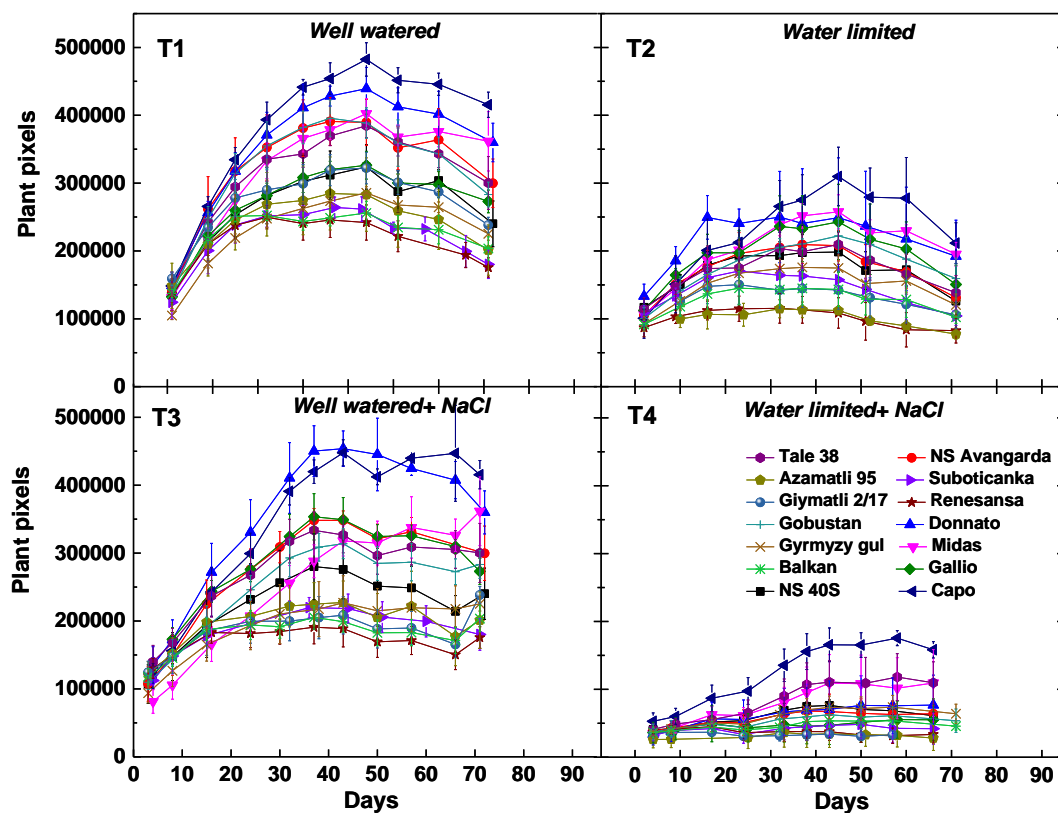 T1
Well watered
T2
Water limited
Plant pixels
500000
400000
300000
200000
100000
0
T3
Well watered+ NaCl
T4
Water limited+ NaCl
Plant pixels
500000
400000
300000
200000
100000
0
Tale 38
NS Avangarda
Azamatli 95
Suboticanka
Giymatli 2/17
Renesansa
Gobustan
Donnato
Gyrmyzy gul
Midas
Balkan
Gallio
NS 40S
Capo
0 10 20 30 40 50 60 70 80 90
0 10 20 30 40 50 60 70 80 90
Days
Days